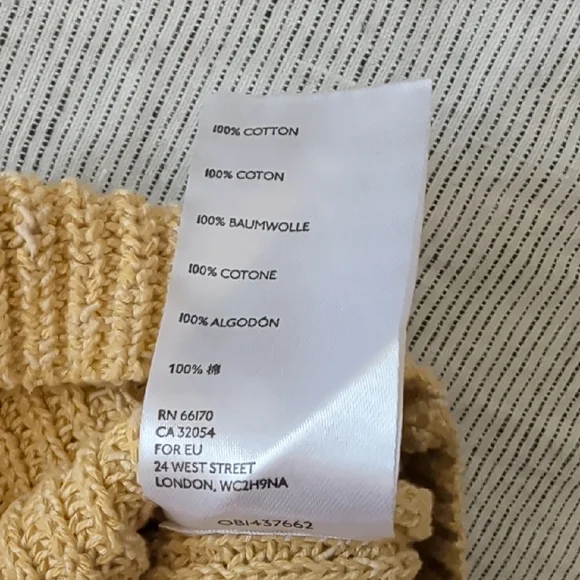 100% COTTON
100% COTON
100% BAUMWOLLE
100% COTONE
100% ALGODÓN
100% 棉
RN 66170
CA 32054
FOR EU
24 WEST STREET
LONDON, WC2H9NA
OBI437662